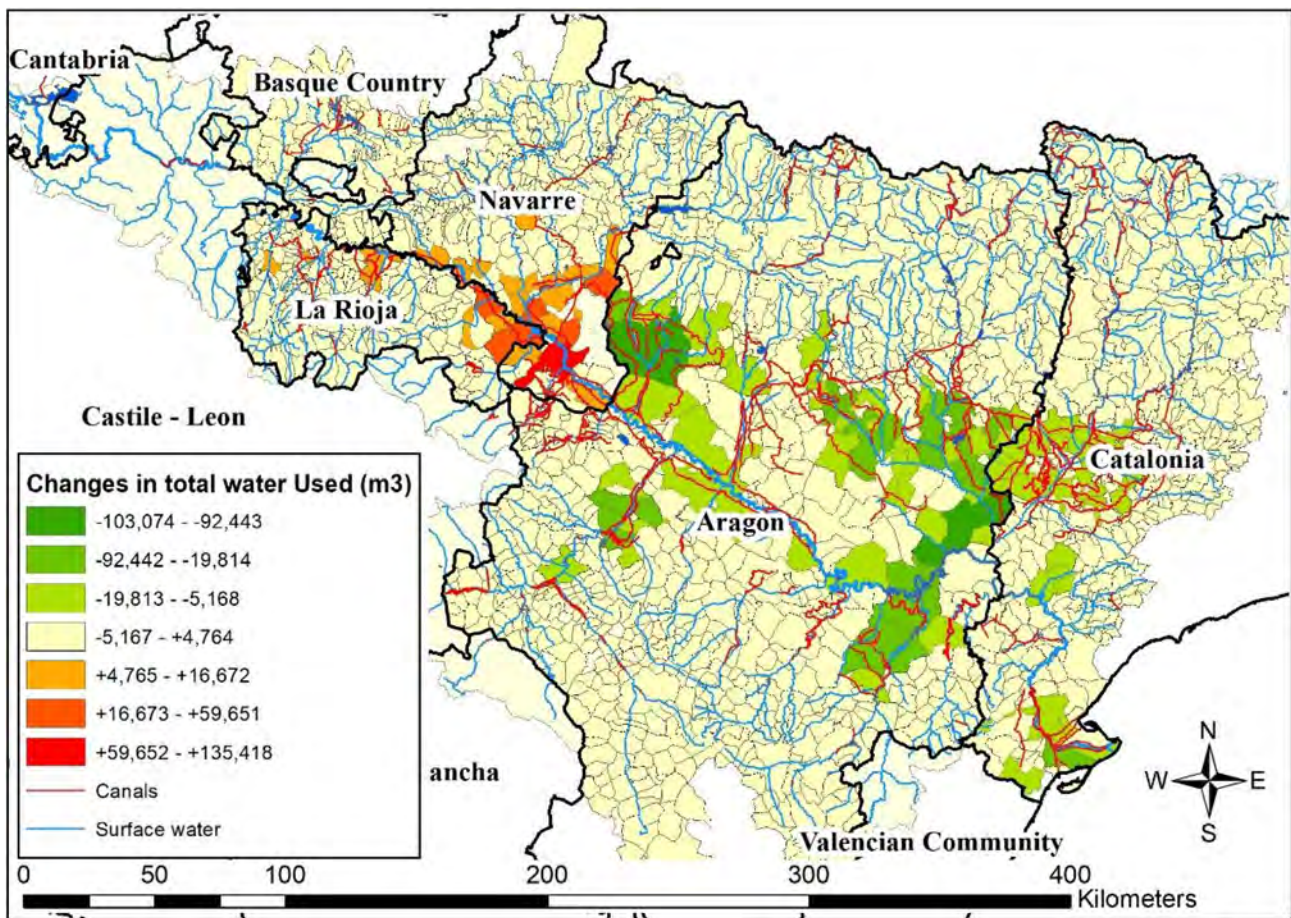 Cantabria
Basque Country
Navarre
La Rioja
Castile - Leon
Catalonia
Aragon
Changes in total water Used (m3)
-103,074 - -92,443
-92,442 - -19,814
-19,813 - -5,168
-5,167 - +4,764
+4,765 - +16,672
+16,673 - +59,651
+59,652 - +135,418
Canals
Surface water
ancha
Valencian Community
N
W E
S
0 50 100 200 300 400
Kilometers